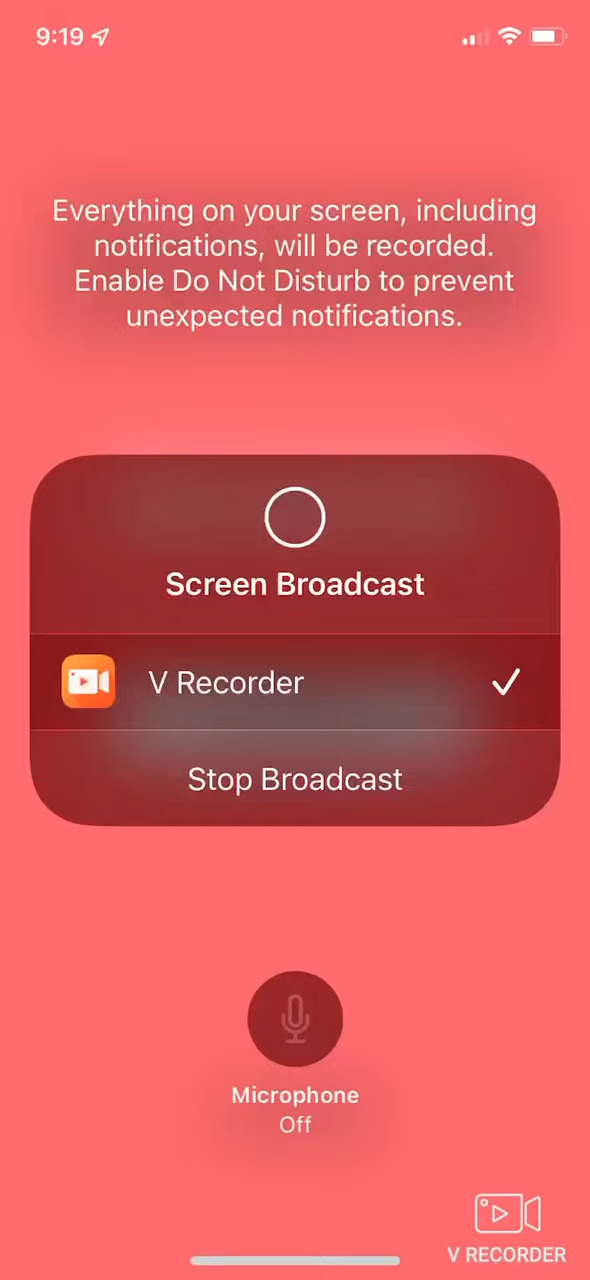 9:19
Everything on your screen, including
notifications, will be recorded.
Enable Do Not Disturb to prevent
unexpected notifications.
Screen Broadcast
V Recorder
Stop Broadcast
Microphone
Off
V RECORDER